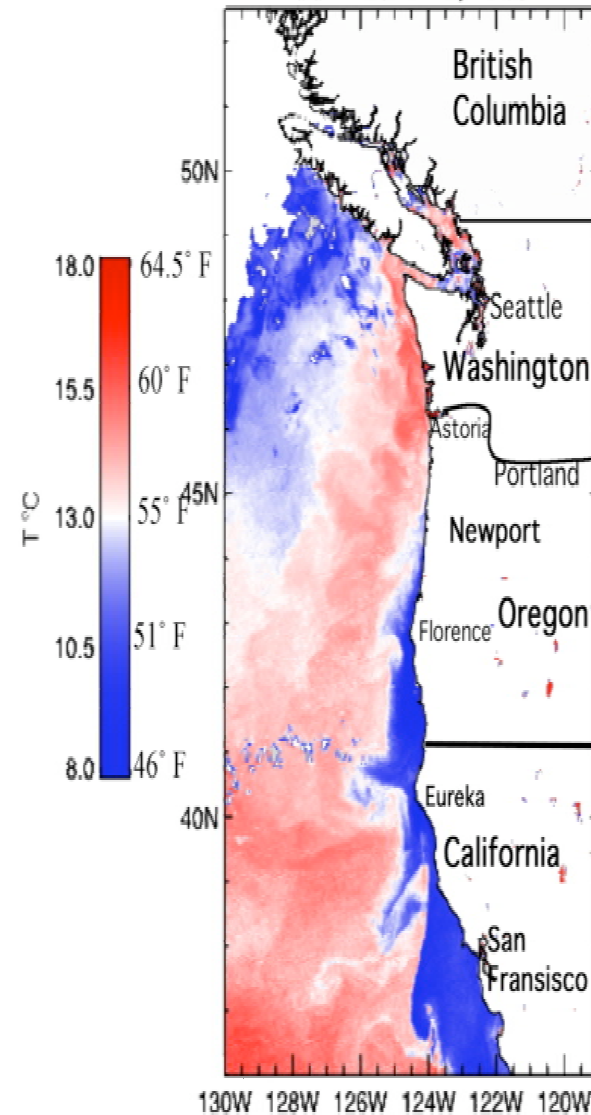 British
Columbia
50N
18.0
64.5° F
Seattle
Washington
15.5
60° F
Astoria
Portland
45N
T °C
13.0
55° F
Newport
Oregon
Florence
10.5
51° F
8.0
46° F
Eureka
40N
California
San
Fransisco
130W 128W 126W 124W 122W 120W